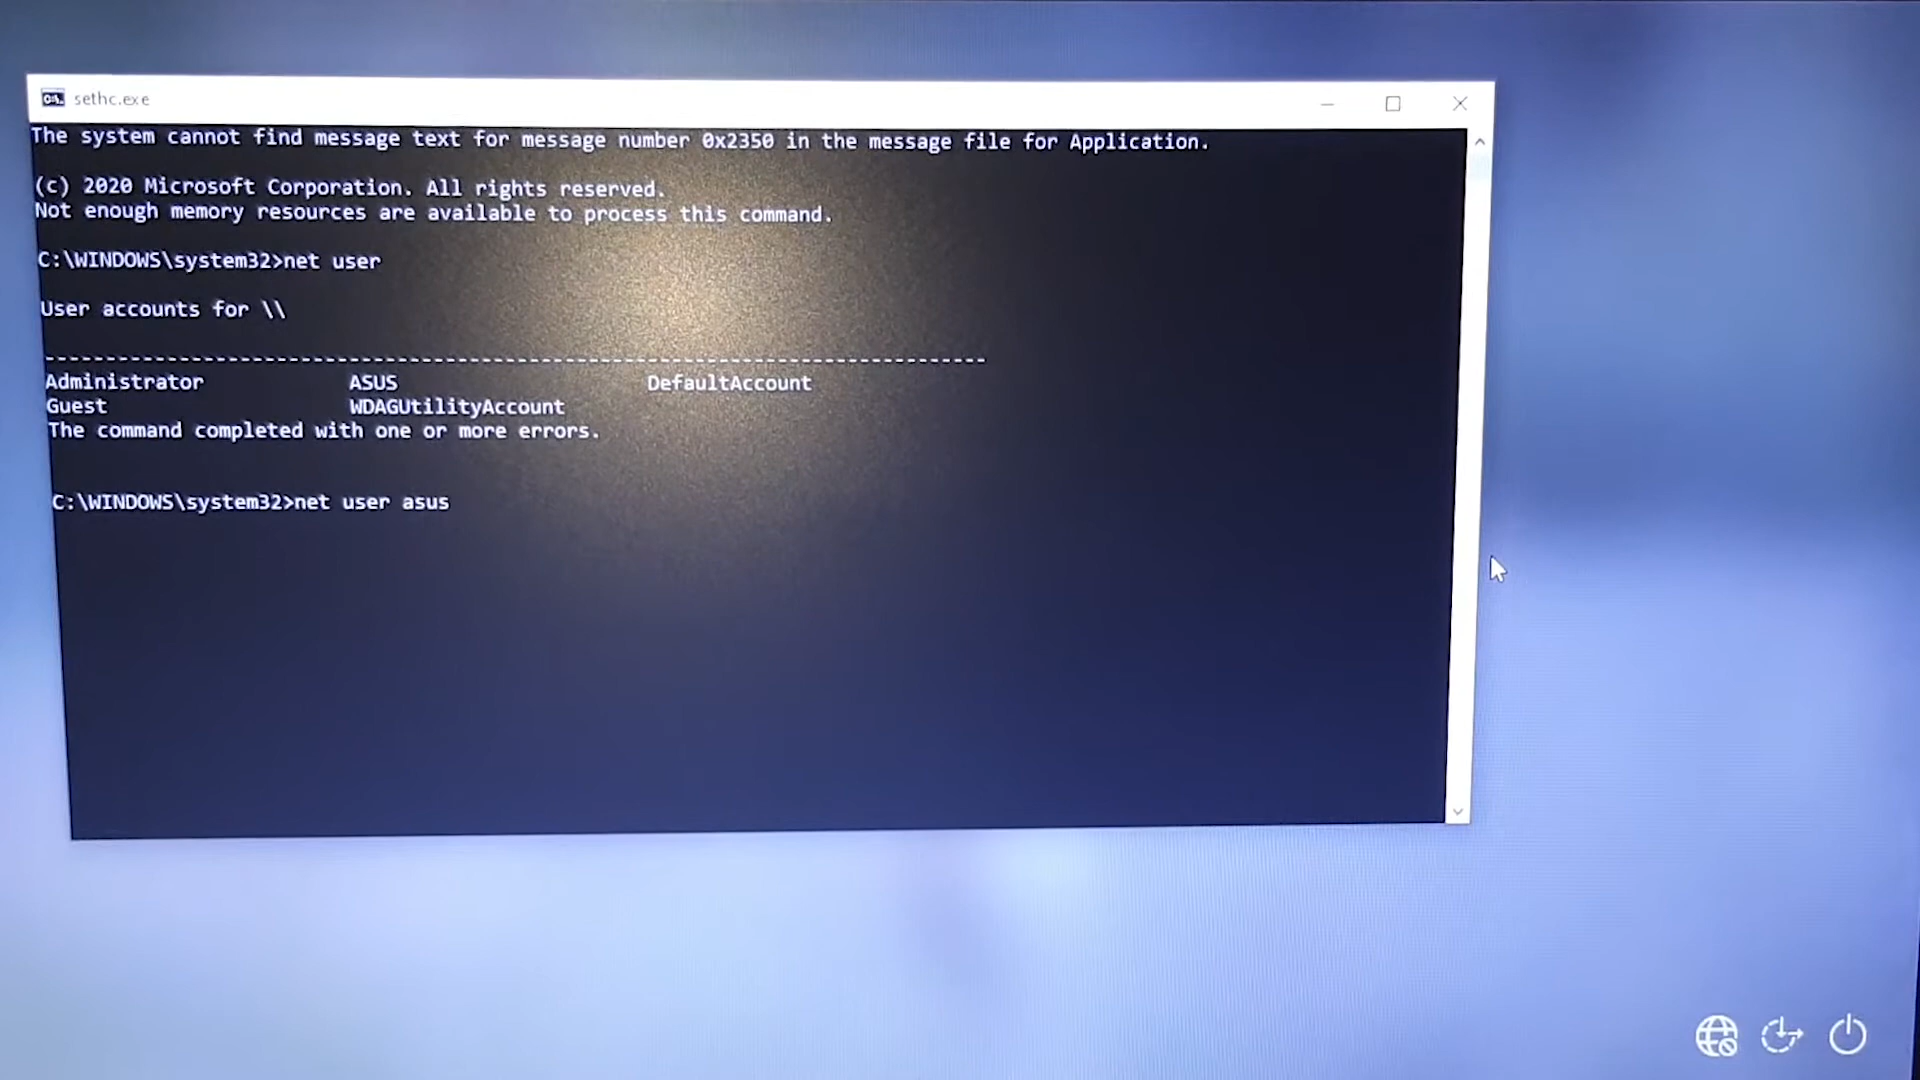 sethc.exe
The system cannot find message text for message number 0x2350 in the message file for Application.
(c) 2020 Microsoft Corporation. All rights reserved.
Not enough memory resources are available to process this command.
C:\WINDOWS\system32>net user
User accounts for \\
-------------------------------------------------------------------------------
Administrator ASUS DefaultAccount
Guest WDAGUtilityAccount
The command completed with one or more errors.
C:\WINDOWS\system32>net user asus